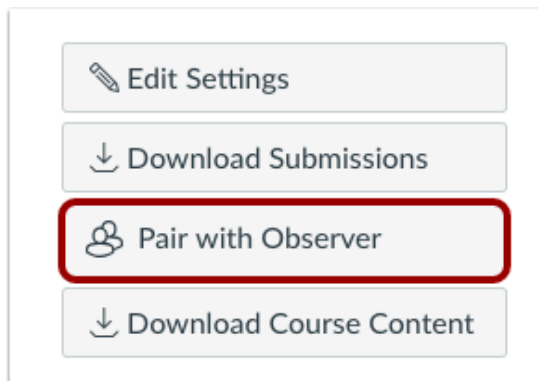 Edit Settings
Download Submissions
Pair with Observer
Download Course Content